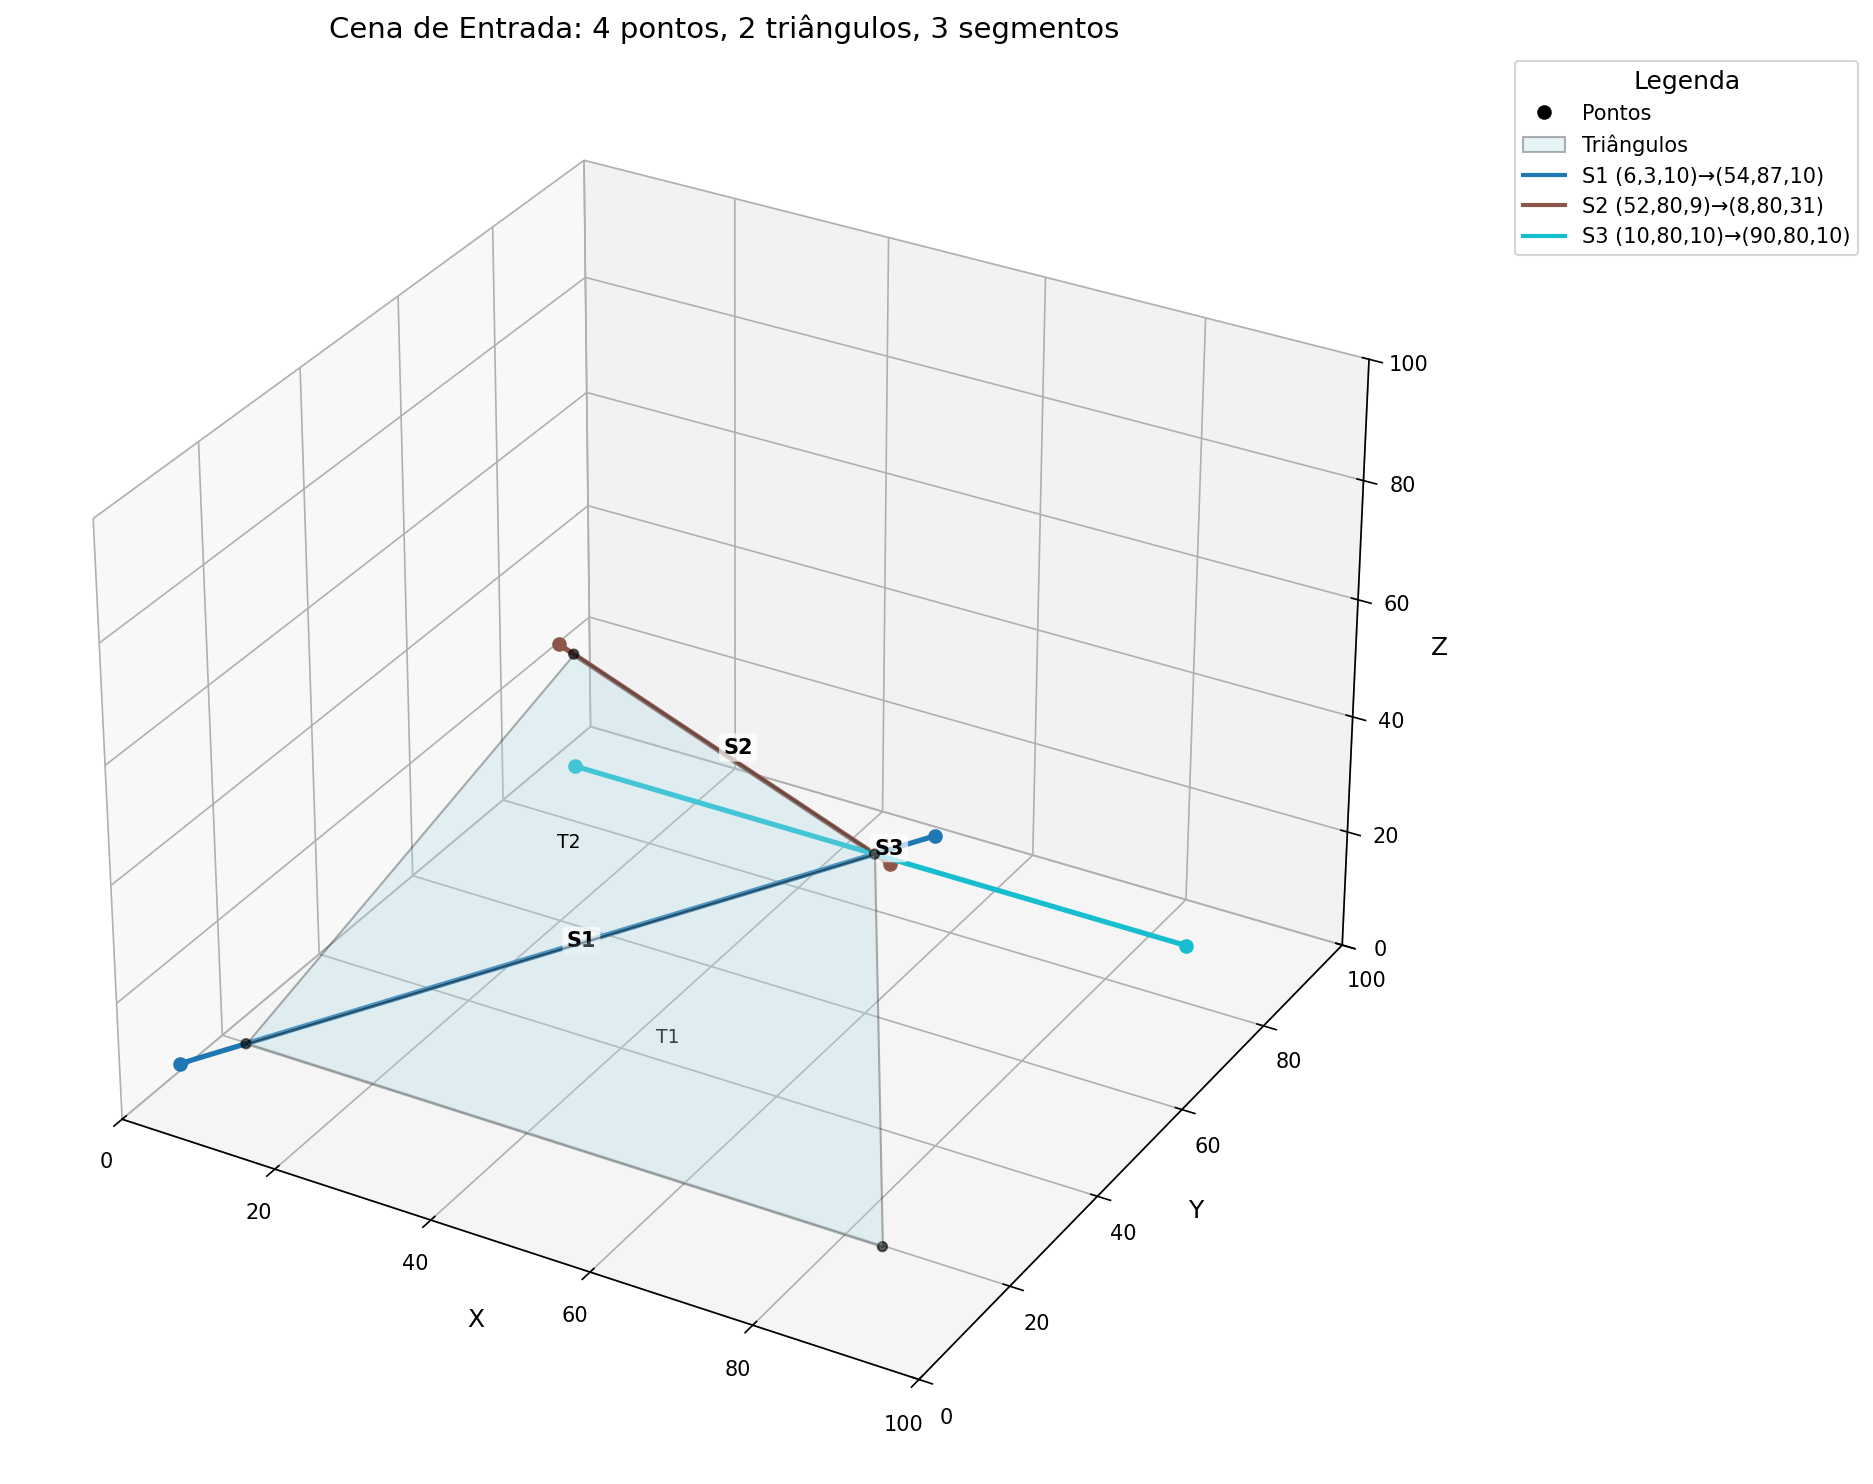 Cena de Entrada: 4 pontos, 2 triângulos, 3 segmentos
Legenda
Pontos
Triângulos
S1 (6,3,10)→(54,87,10)
S2 (52,80,9)→(8,80,31)
S3 (10,80,10)→(90,80,10)
100
80
60
Z
40
20
0
S2
S3
T2
S1
T1
100
80
60
Y
40
20
0
0
20
40
X
60
80
100